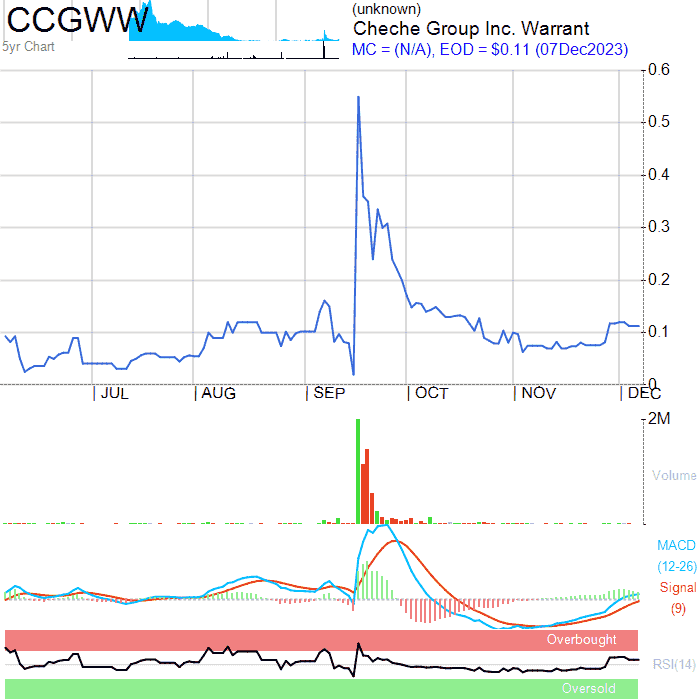 CCGWW
(unknown)
Cheche Group Inc. Warrant
5yr Chart
MC = (N/A), EOD = $0.11 (07Dec2023)
0.6
0.5
0.4
0.3
0.2
0.1
0
JUL AUG SEP OCT NOV DEC
2M
Volume
MACD
(12-26)
Signal
(9)
Overbought
RSI(14)
Oversold